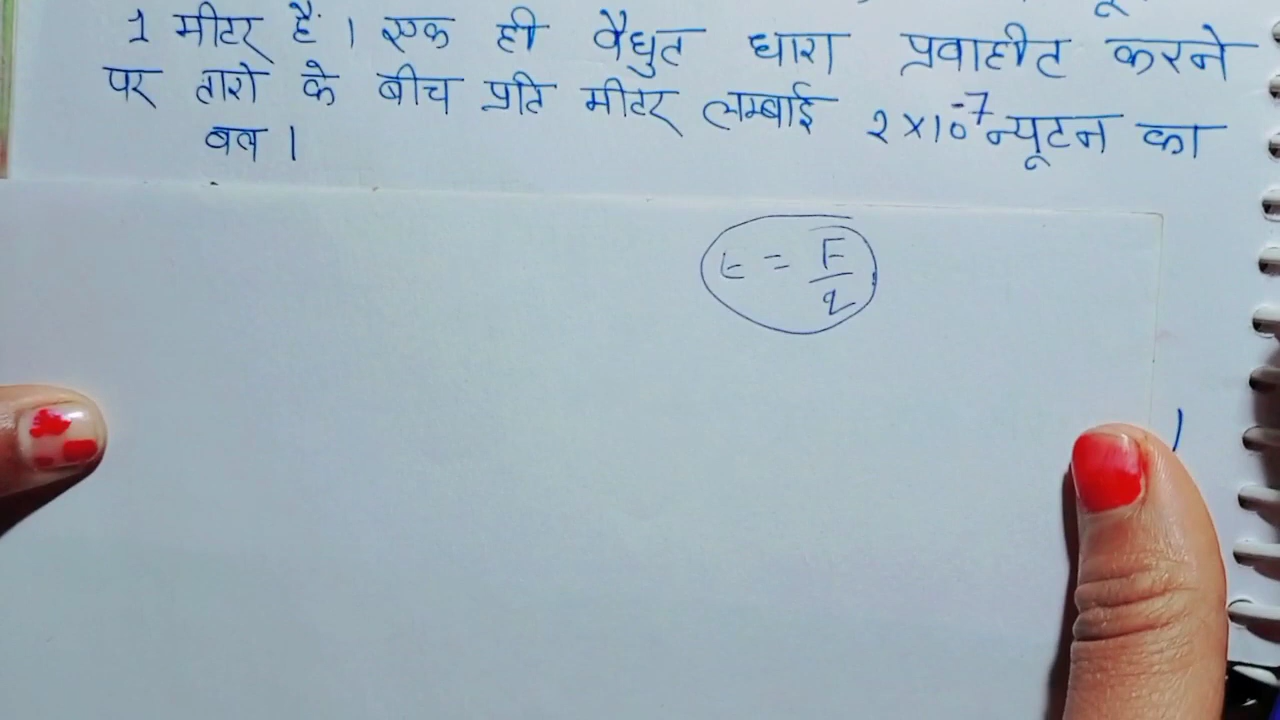 1 मीटर हैं । एक ही वैधुत धारा प्रवाहीत करने
पर तारो के बीच प्रति मीटर लम्बाई 2×10⁻⁷ न्यूटन का
बल ।
E = F/q